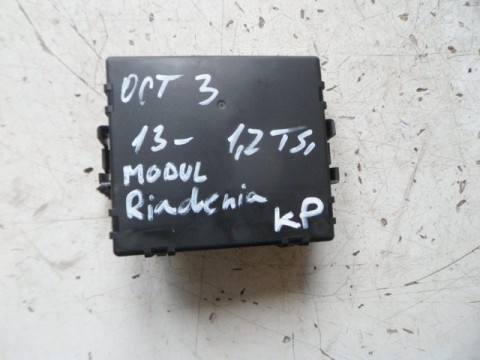 OCT 3
13- 1,2 TSi
MODUL
Riadenia
KP